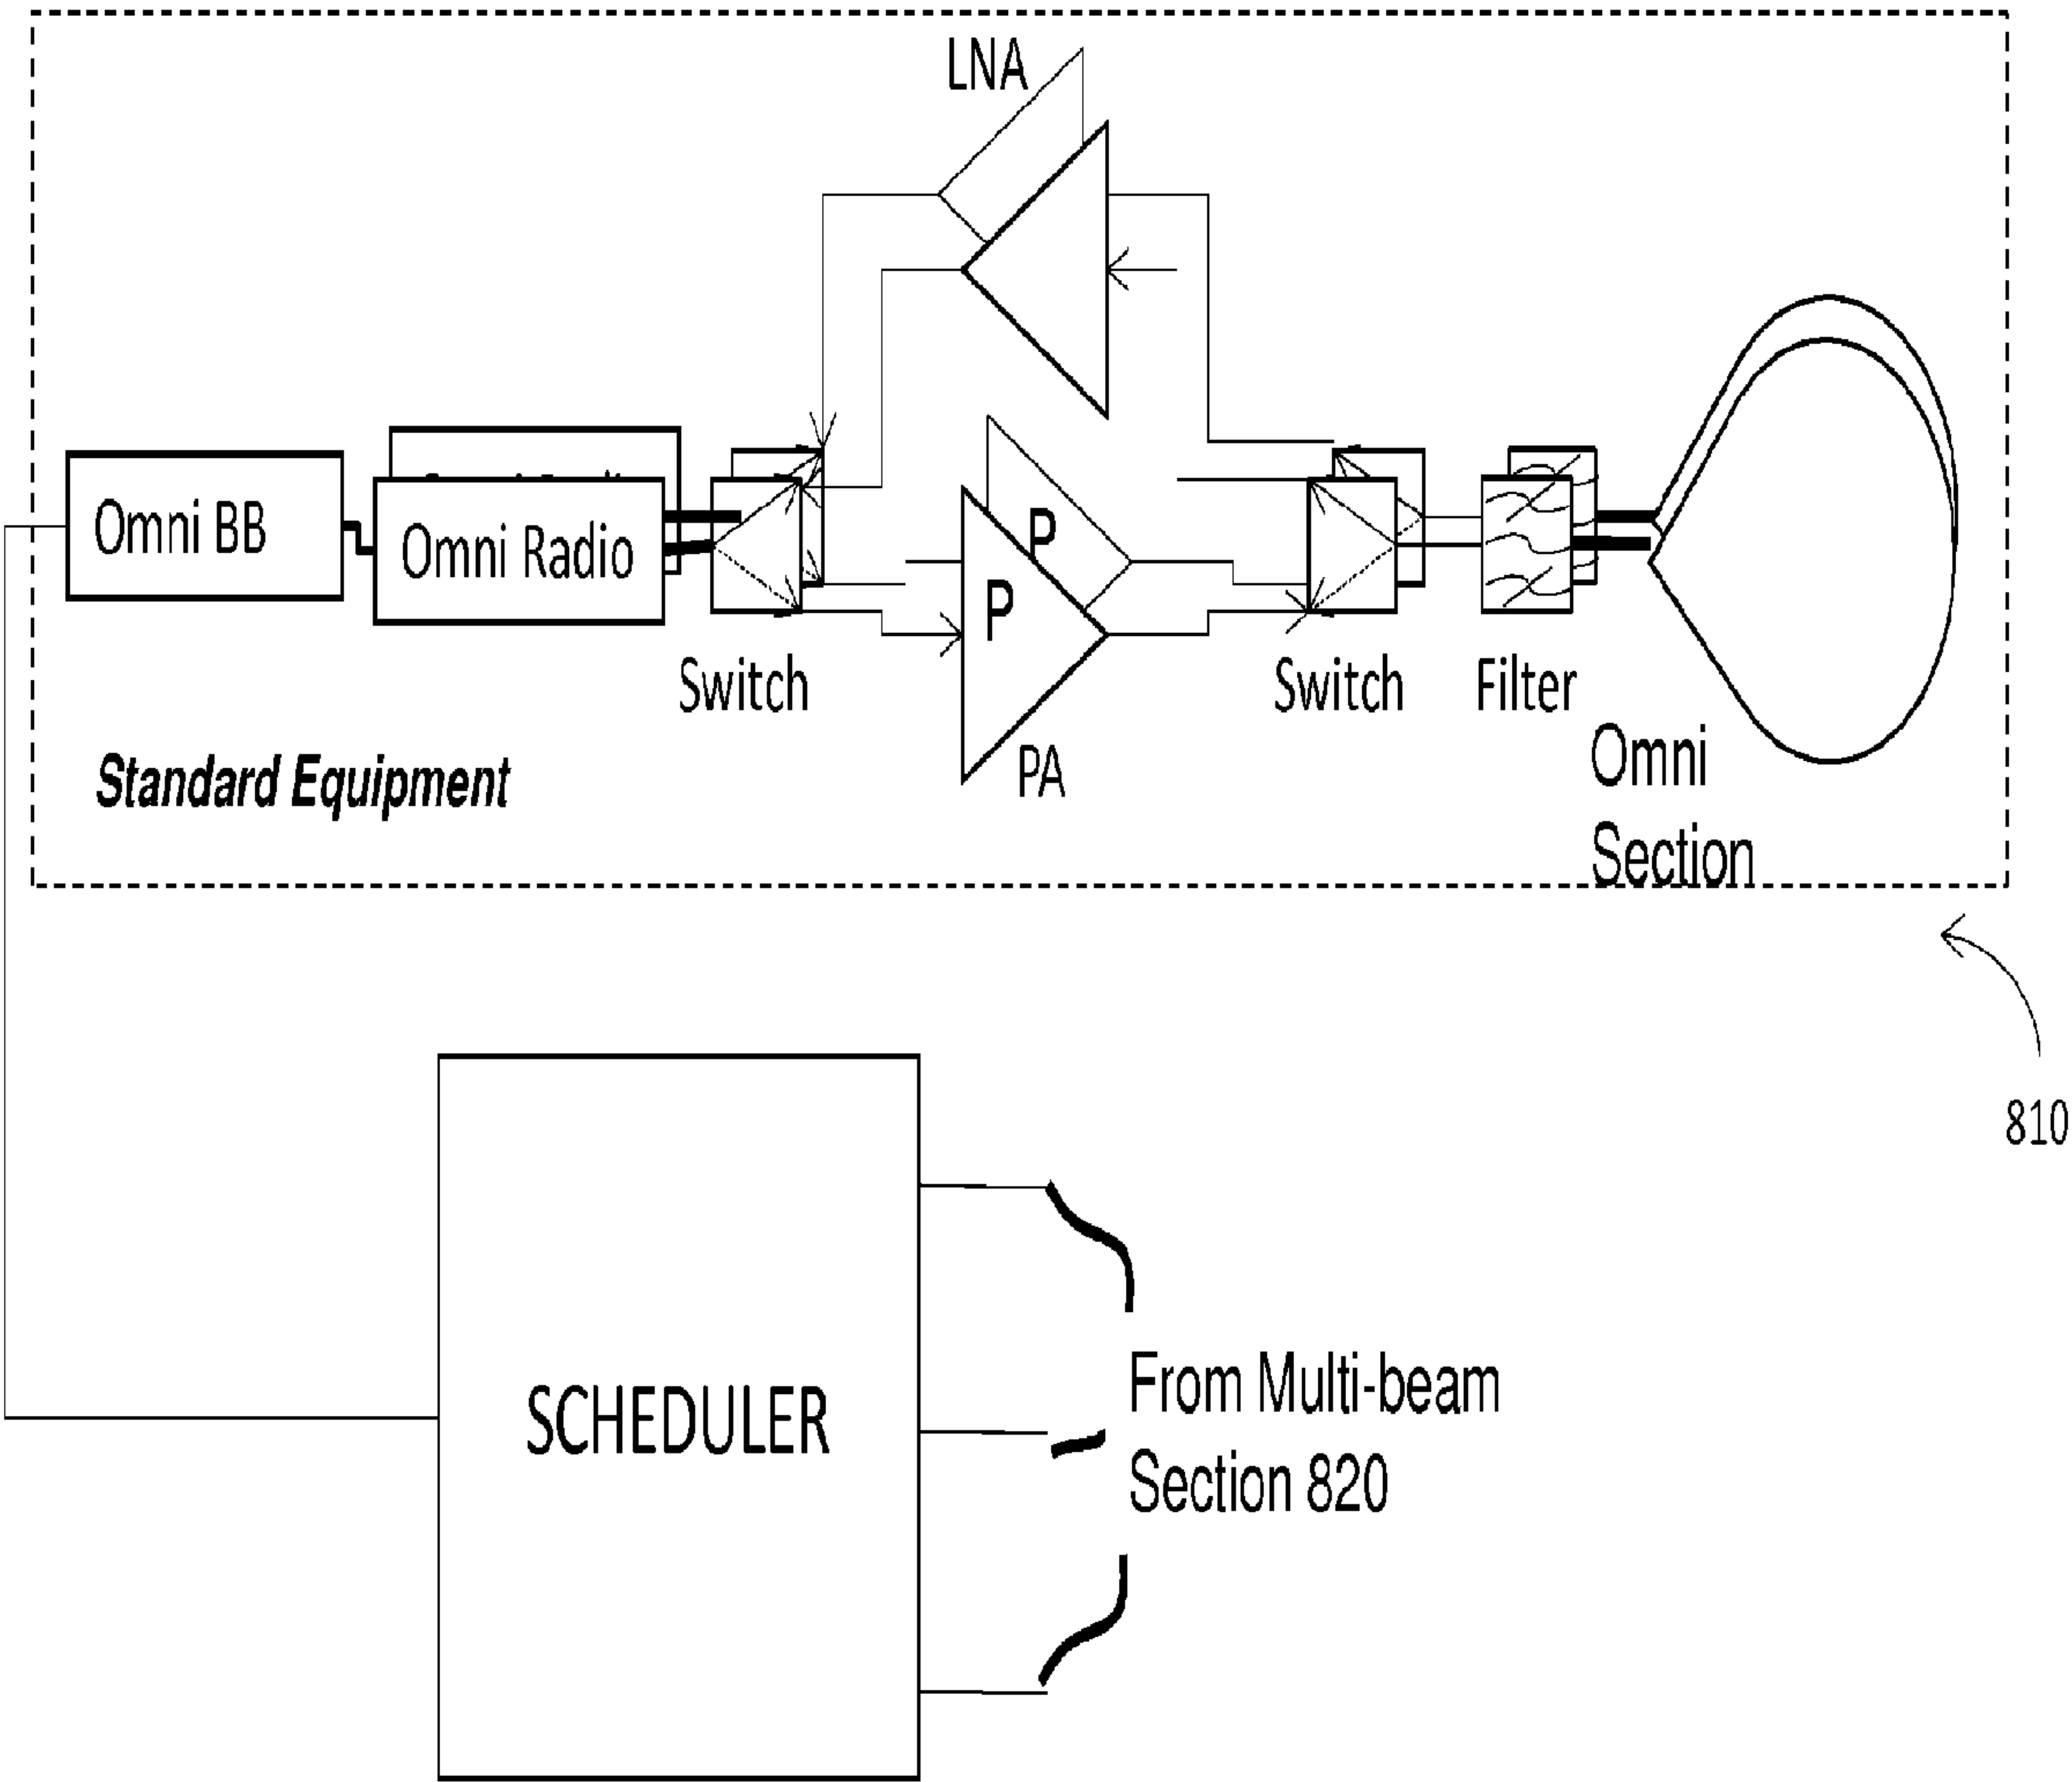 LNA
Omni BB
Omni Radio
P
P
Switch
Switch
Filter
PA
Omni
Section
Standard Equipment
810
SCHEDULER
From Multi-beam
Section 820